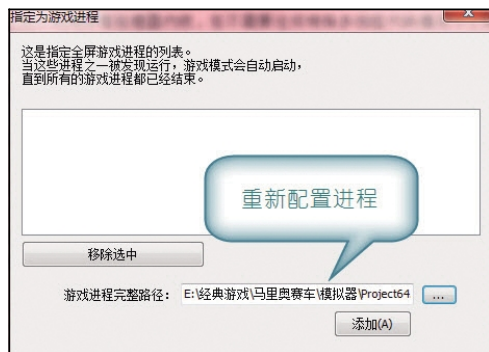 指定为游戏进程
这是指定全屏游戏进程的列表。
当这些进程之一被发现运行，游戏模式会自动启动，
直到所有的游戏进程都已经结束。
重新配置进程
移除选中
游戏进程完整路径： E:\经典游戏\马里奥赛车\模拟器\Project64 ...
添加(A)